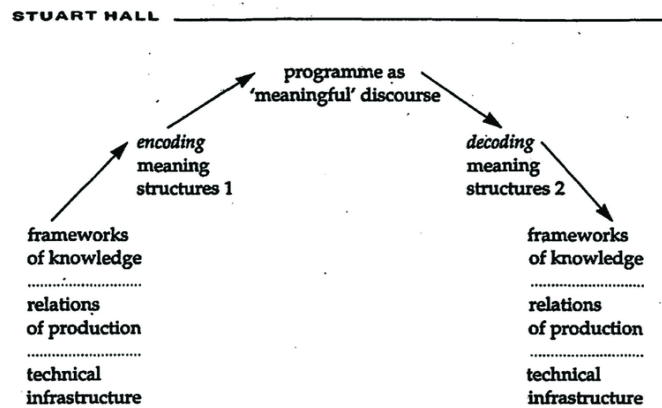 STUART HALL
programme as
'meaningful' discourse
encoding
meaning
structures 1
decoding
meaning
structures 2
frameworks
of knowledge
relations
of production
technical
infrastructure
frameworks
of knowledge
relations
of production
technical
infrastructure